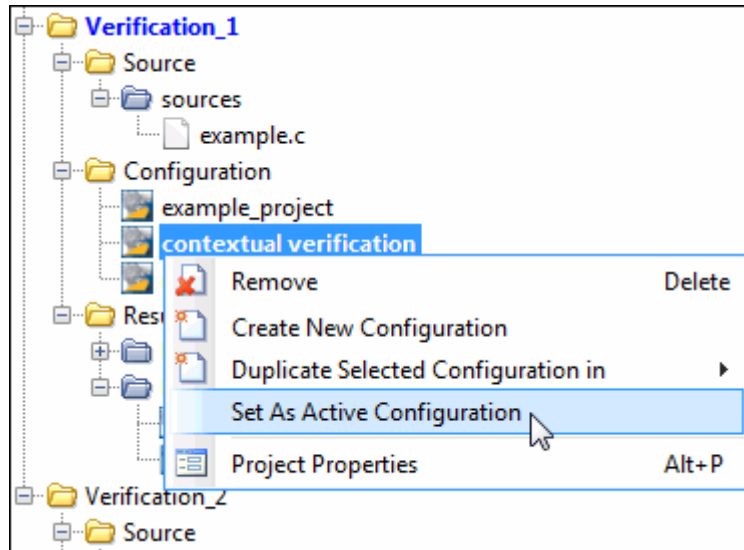 Verification_1
Source
sources
example.c
Configuration
example_project
contextual verification
Remove Delete
Create New Configuration
Duplicate Selected Configuration in
Set As Active Configuration
Project Properties Alt+P
Verification_2
Source